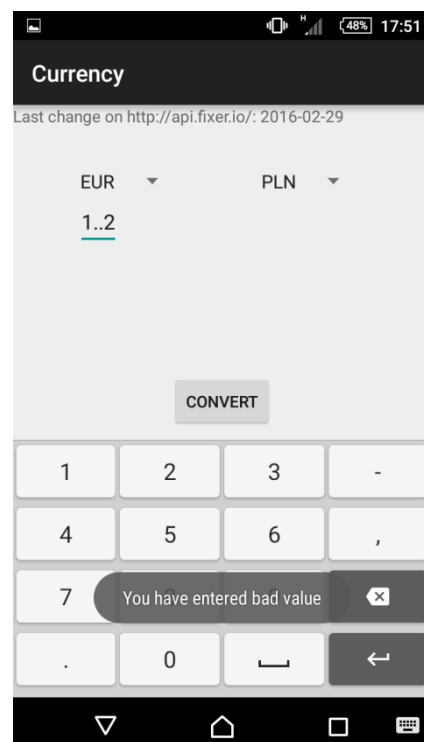 H 48% 17:51
Currency
Last change on http://api.fixer.io/: 2016-02-29
EUR PLN
1..2
CONVERT
1 2 3 -
4 5 6 ,
7 You have entered bad value
. 0